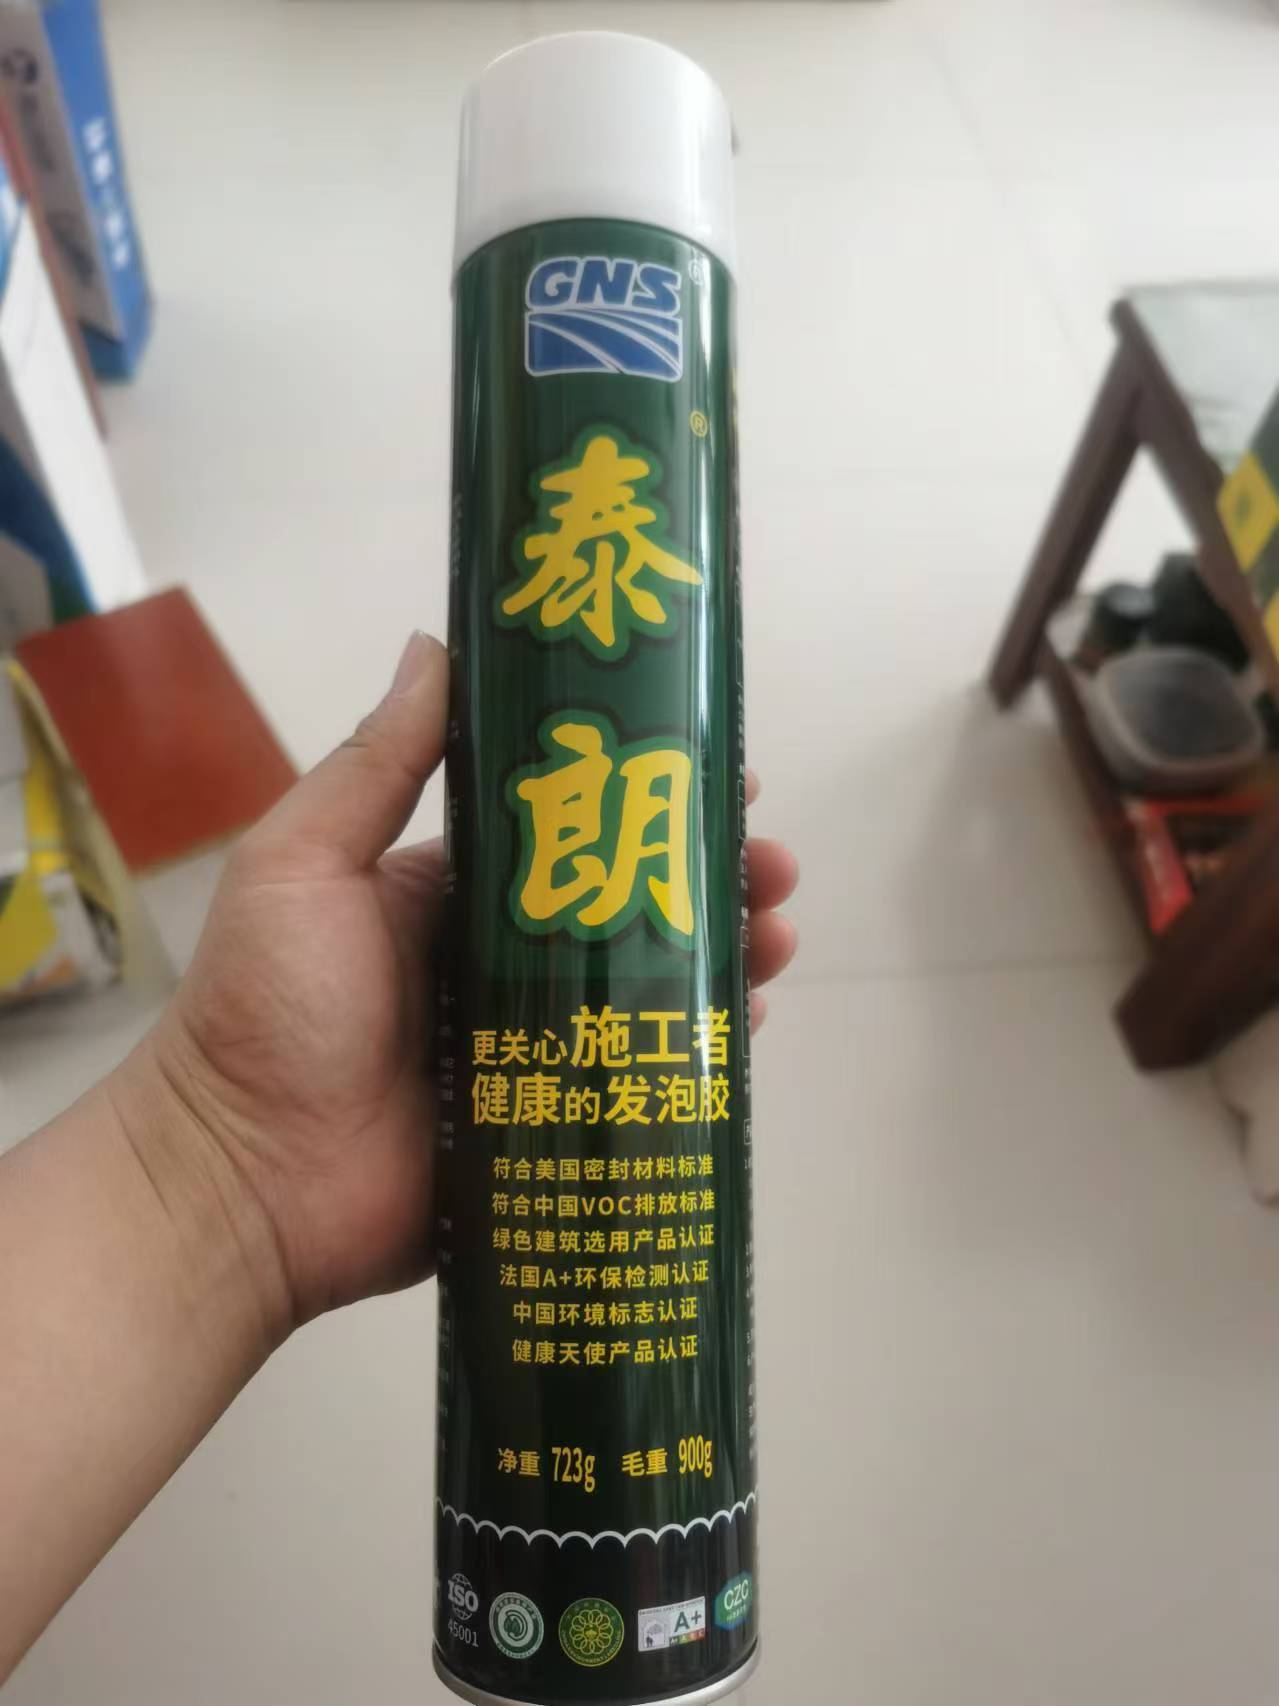 GNS
泰
朗
更关心施工者
健康的发泡胶
符合美国密封材料标准
符合中国VOC排放标准
绿色建筑选用产品认证
法国A+环保检测认证
中国环境标志认证
健康天使产品认证
净重 723g 毛重 900g
ISO
45001
A+
CZC